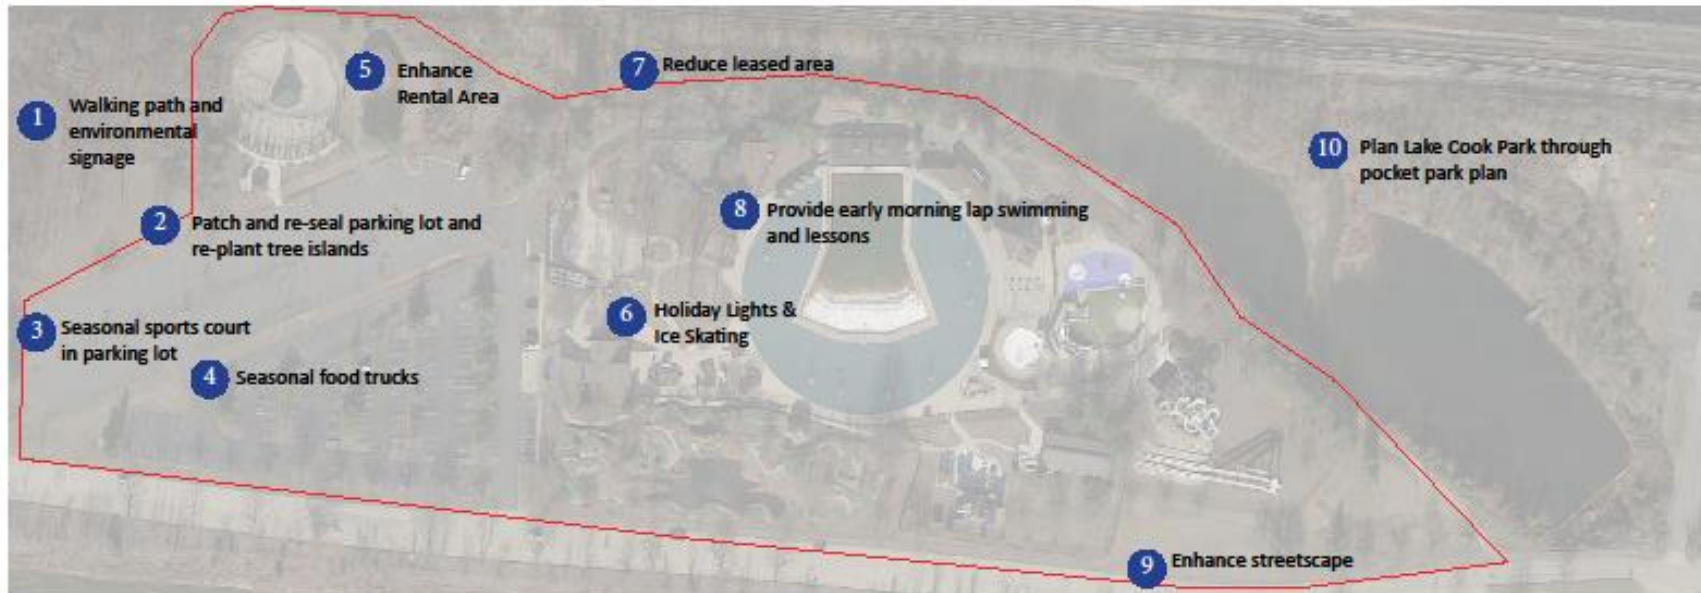 1 Walking path and
environmental
signage
2 Patch and re-seal parking lot and
re-plant tree islands
3 Seasonal sports court
in parking lot
4 Seasonal food trucks
5 Enhance
Rental Area
6 Holiday Lights &
Ice Skating
7 Reduce leased area
8 Provide early morning lap swimming
and lessons
9 Enhance streetscape
10 Plan Lake Cook Park through
pocket park plan